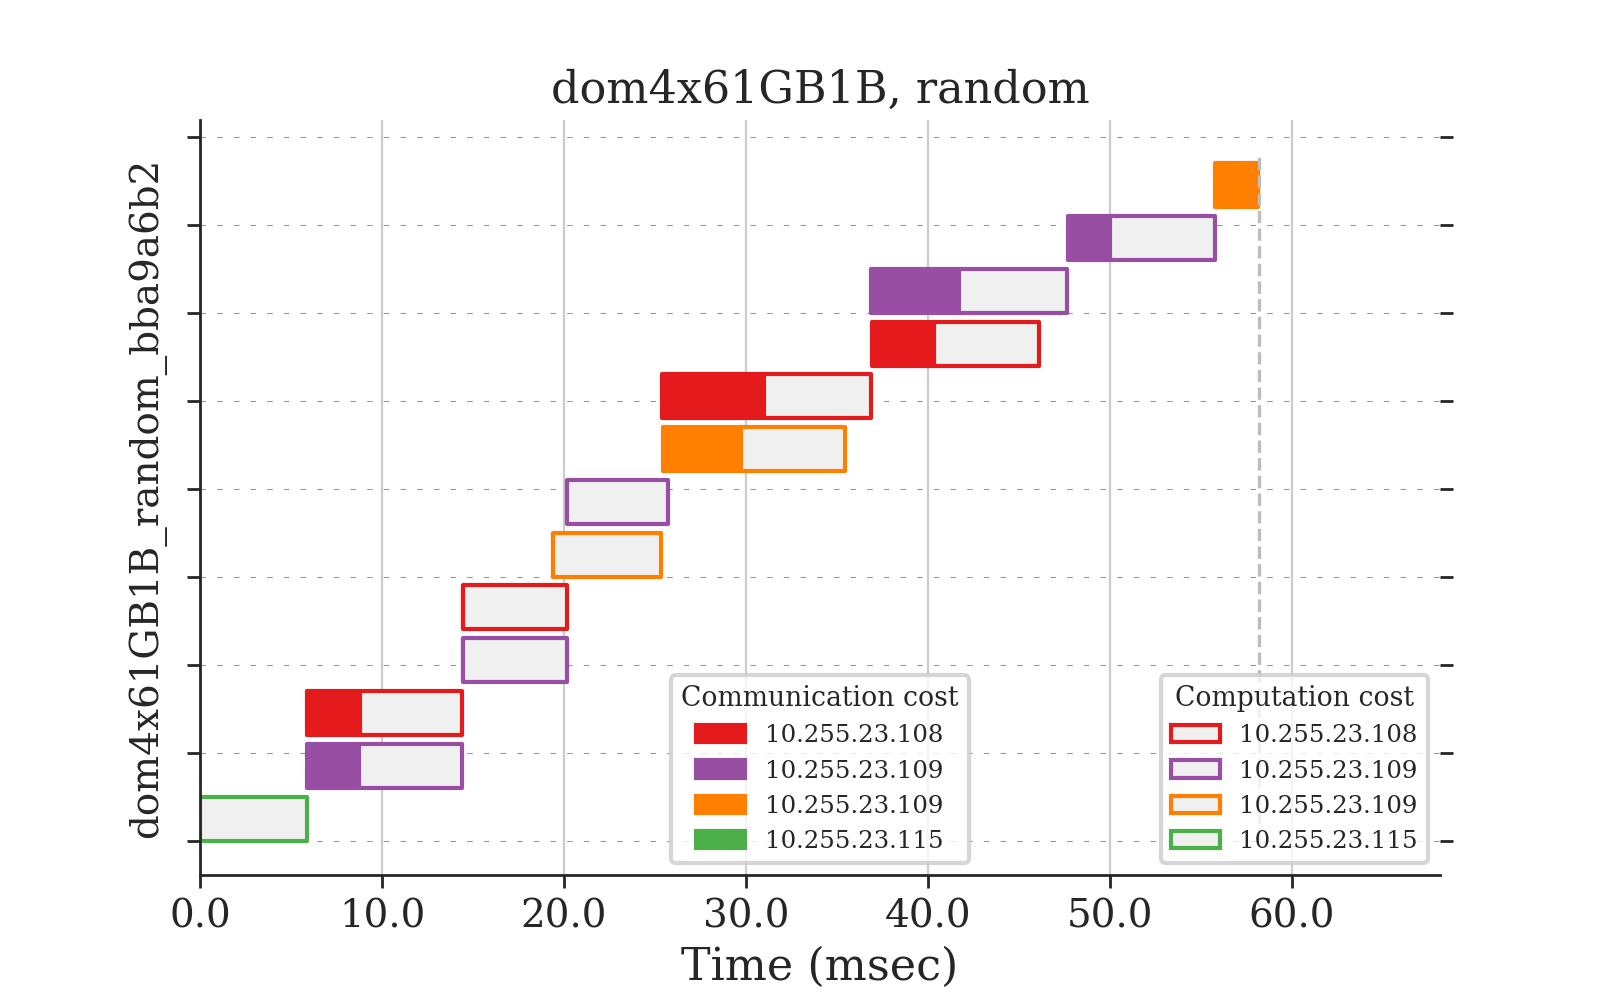 dom4x61GB1B, random
dom4x61GB1B_random_bba9a6b2
Communication cost
10.255.23.108
10.255.23.109
10.255.23.109
10.255.23.115
Computation cost
10.255.23.108
10.255.23.109
10.255.23.109
10.255.23.115
0.0 10.0 20.0 30.0 40.0 50.0 60.0
Time (msec)